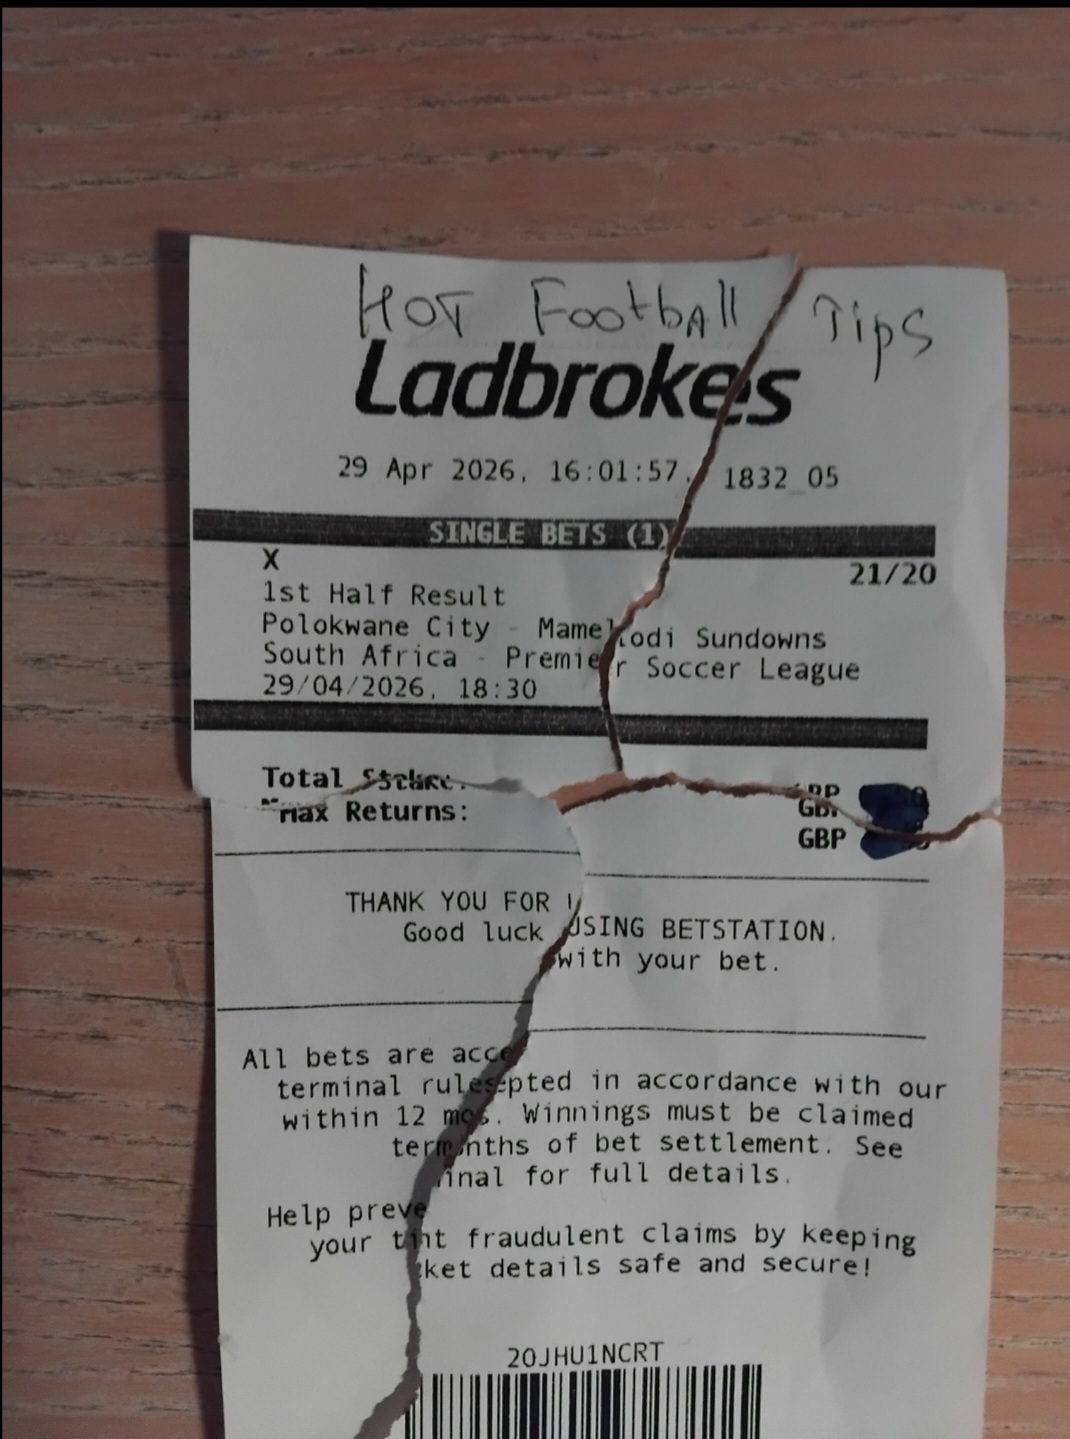 HOT Football Tips
Ladbrokes
29 Apr 2026, 16:01:57, 1832_05
SINGLE BETS (1)
X 21/20
1st Half Result
Polokwane City - Mamelodi Sundowns
South Africa - Premier Soccer League
29/04/2026, 18:30
Total Stake: GBP
Max Returns: GBP
THANK YOU FOR USING BETSTATION.
Good luck with your bet.
All bets are accepted in accordance with our
terminal rules. Winnings must be claimed
within 12 months of bet settlement. See
terminal for full details.
Help prevent fraudulent claims by keeping
your ticket details safe and secure!
20JHU1NCRT